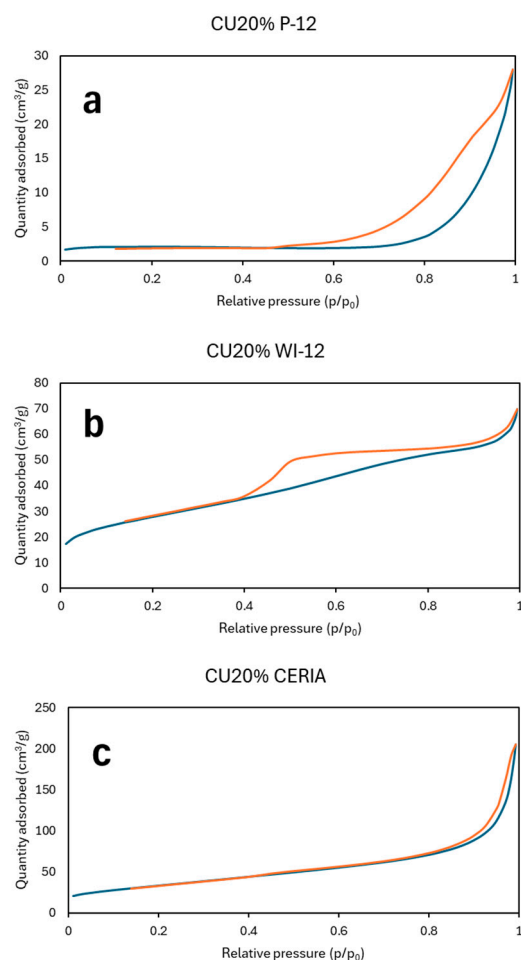 CU20% P-12
a
Quantity adsorbed (cm³/g)
30
25
20
15
10
5
0
0 0.2 0.4 0.6 0.8 1
Relative pressure (p/p₀)
CU20% WI-12
b
Quantity adsorbed (cm³/g)
80
70
60
50
40
30
20
10
0
0 0.2 0.4 0.6 0.8 1
Relative pressure (p/p₀)
CU20% CERIA
c
Quantity adsorbed (cm³/g)
250
200
150
100
50
0
0 0.2 0.4 0.6 0.8 1
Relative pressure (p/p₀)